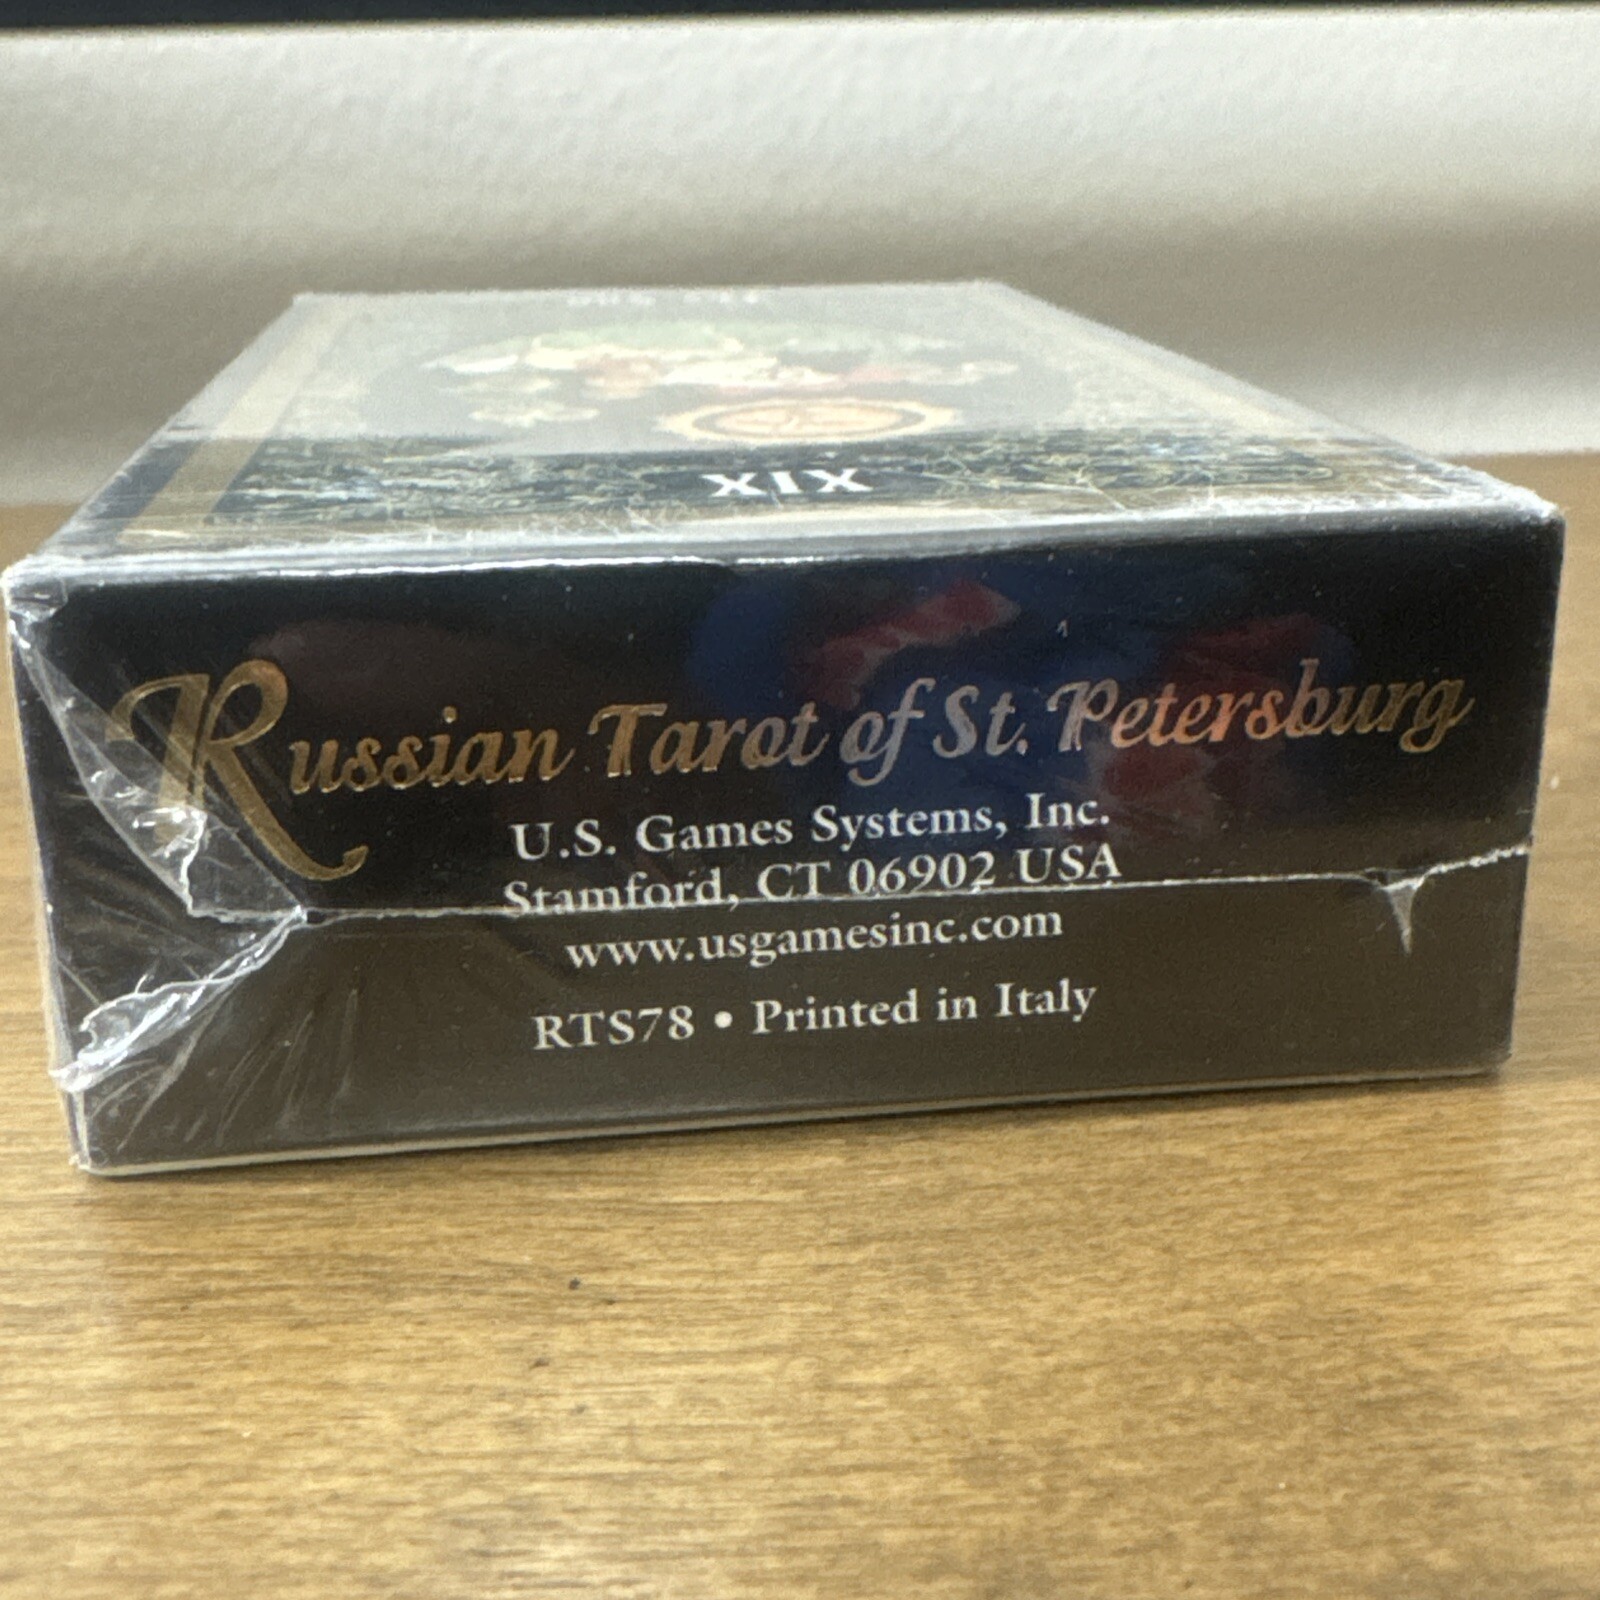 XIX
Russian Tarot of St. Petersburg
U.S. Games Systems, Inc.
Stamford, CT 06902 USA
www.usgamesinc.com
RTS78 • Printed in Italy